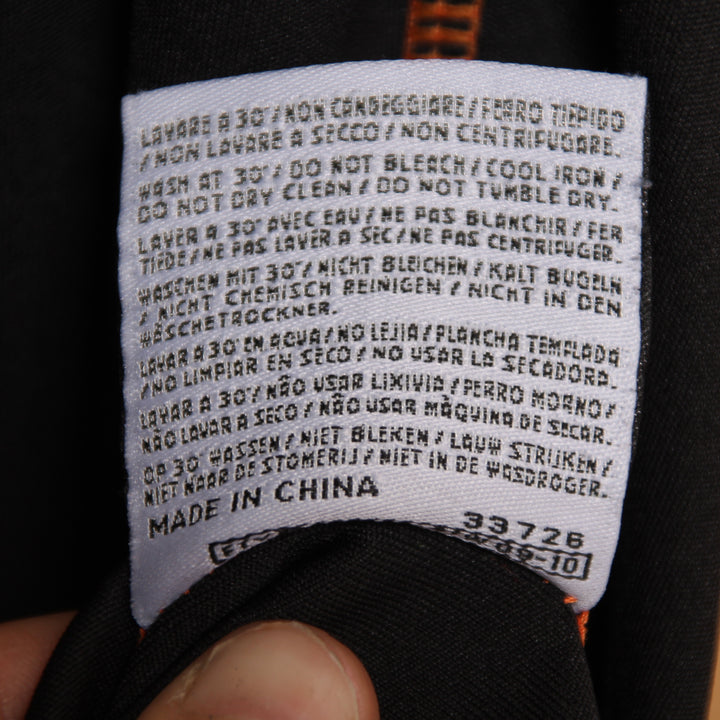 LAVARE A 30°/NON CANDEGGIARE/FERRO TIEPIDO
/NON LAVARE A SECCO/NON CENTRIFUGARE.
WASH AT 30°/DO NOT BLEACH/COOL IRON/
DO NOT DRY CLEAN/DO NOT TUMBLE DRY.
LAVER A 30° AVEC EAU/NE PAS BLANCHIR/FER
TIEDE/NE PAS LAVER A SEC/NE PAS CENTRIFUGER.
WASCHEN MIT 30°/NICHT BLEICHEN/KALT BUGELN
/NICHT CHEMISCH REINIGEN/NICHT IN DEN
WÄSCHETROCKNER.
LAVAR A 30° EN AGUA/NO LEJIA/PLANCHA TEMPLADA
/NO LIMPIAR EN SECO/NO USAR LA SECADORA.
LAVAR A 30°/NÃO USAR LIXIVIA/FERRO MORNO/
NÃO LAVAR A SECO/NÃO USAR MÁQUINA DE SECAR.
OP 30° WASSEN/NIET BLEKEN/LAUW STRIJKEN/
NIET NAAR DE STOMERIJ/NIET IN DE WASDROGER.
MADE IN CHINA
33726
09-10